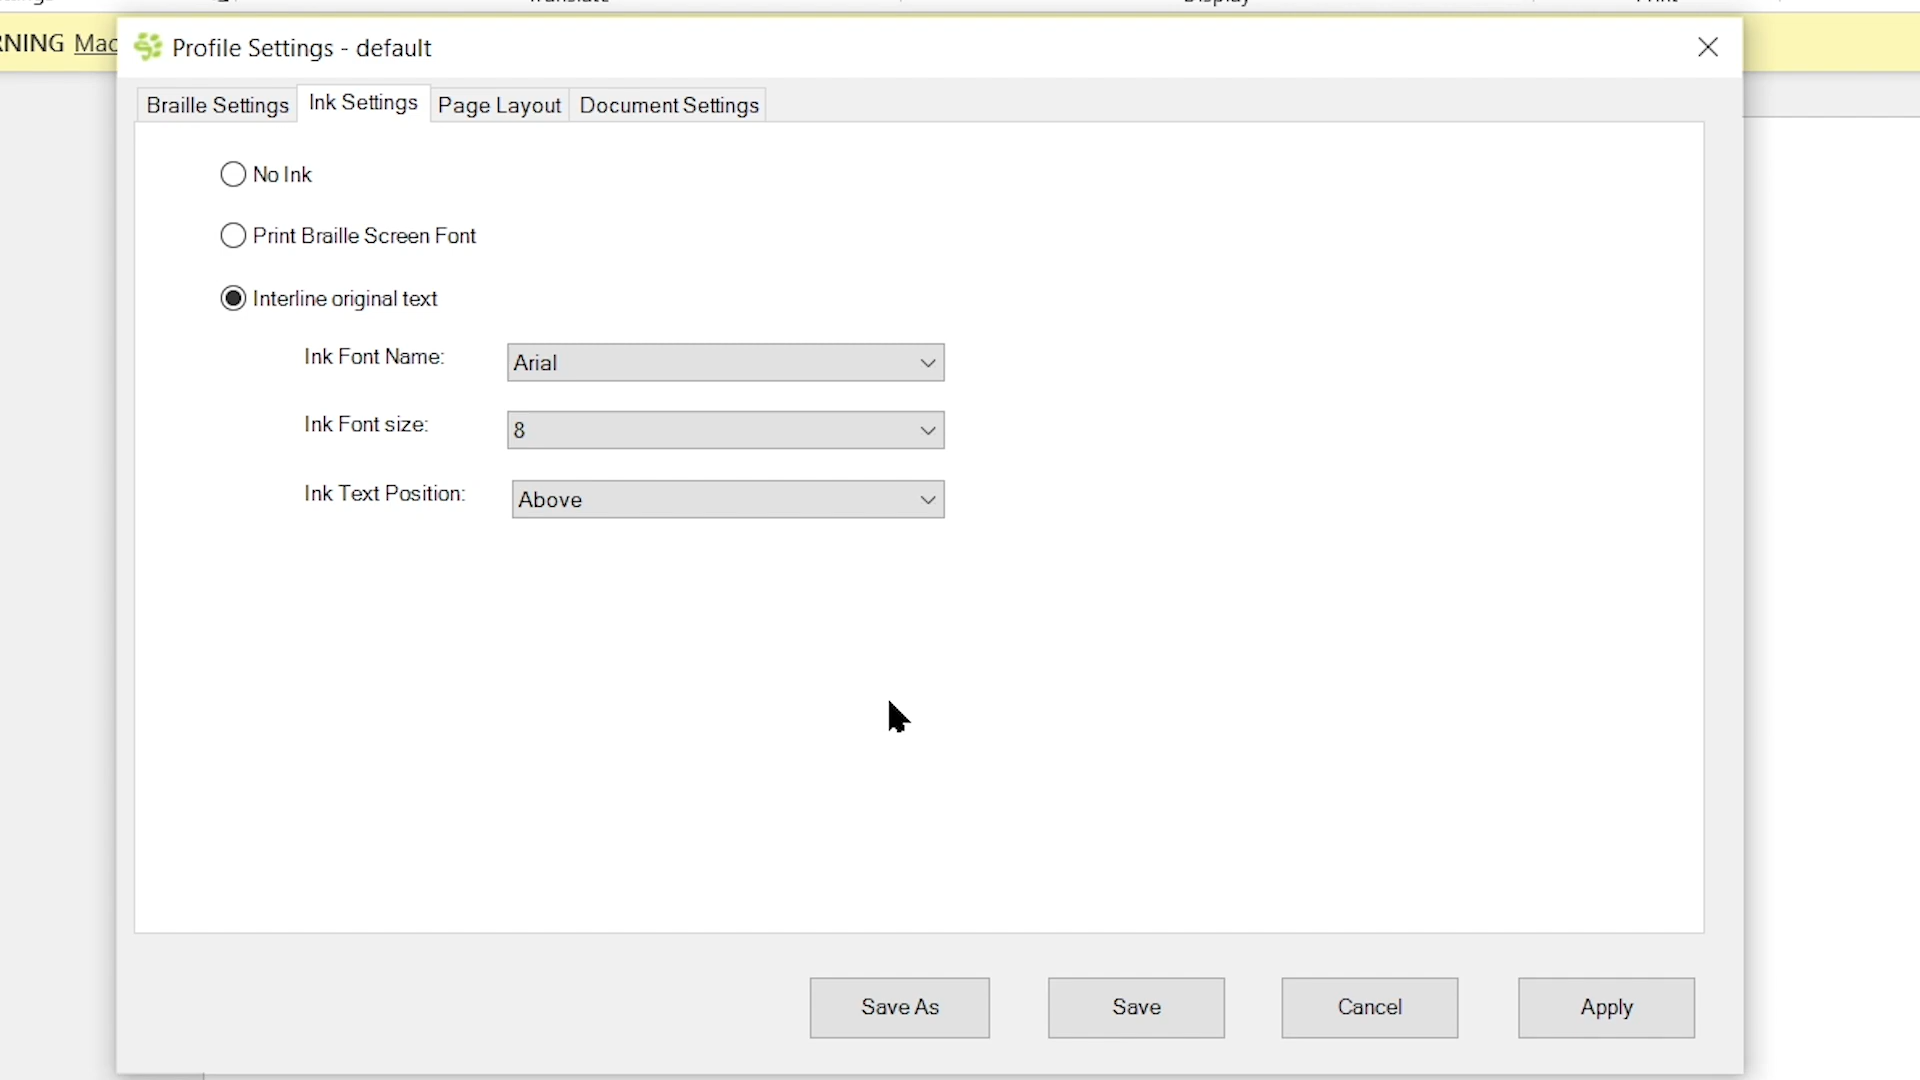 RNING Mac
Profile Settings - default
Braille Settings Ink Settings Page Layout Document Settings
No Ink
Print Braille Screen Font
Interline original text
Ink Font Name: Arial
Ink Font size: 8
Ink Text Position: Above
Save As Save Cancel Apply